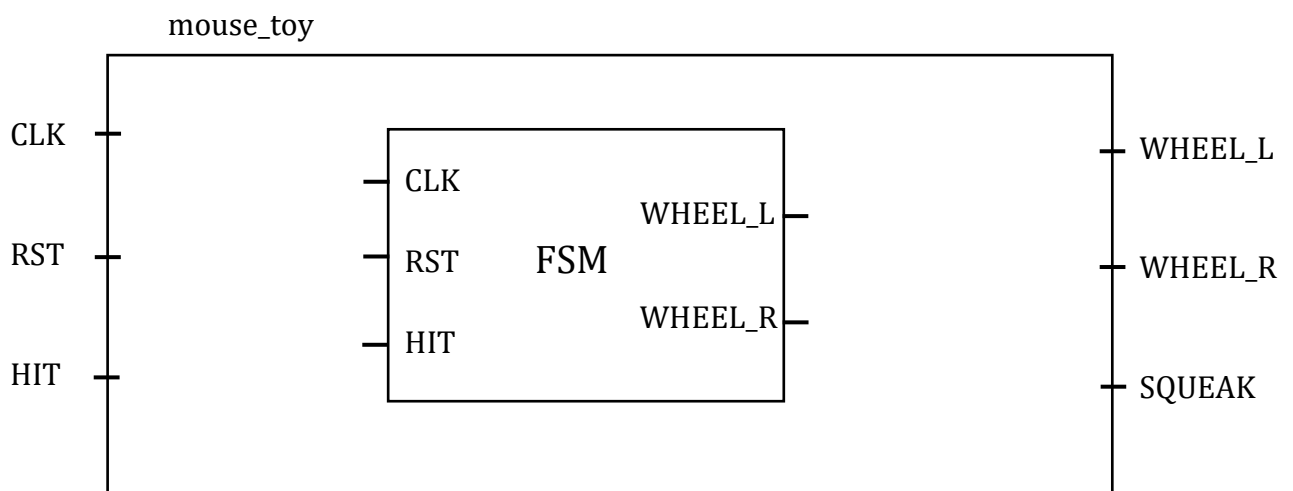 mouse_toy
CLK
RST
HIT
CLK
RST
HIT
FSM
WHEEL_L
WHEEL_R
WHEEL_L
WHEEL_R
SQUEAK